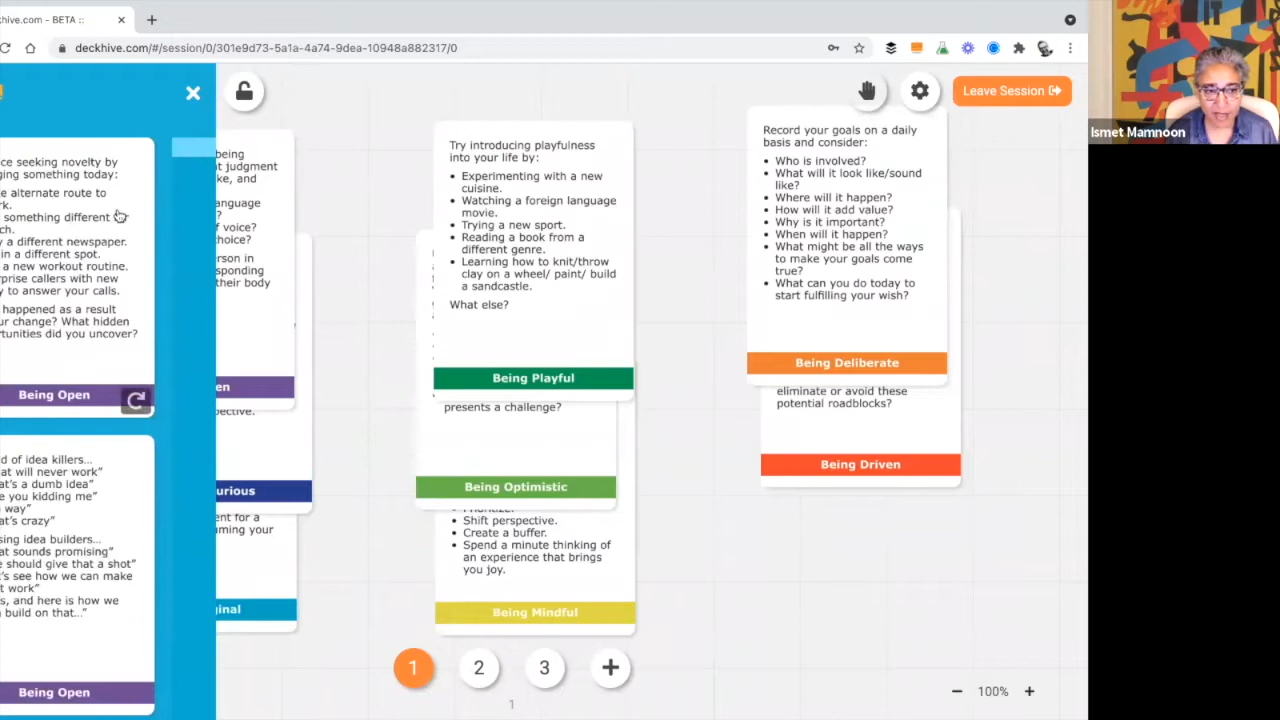 hive.com - BETA ::
deckhive.com/#/session/0/301e9d73-5a1a-4a74-9dea-10948a882317/0
ce seeking novelty by
ging something today:
e alternate route to
rk.
something different
ch.
y a different newspaper.
in a different spot.
a new workout routine.
rprise callers with new
y to answer your calls.
happened as a result
ur change? What hidden
rtunities did you uncover?
Being Open
d of idea killers...
at will never work"
at's a dumb idea"
e you kidding me"
way"
at's crazy"
sing idea builders...
at sounds promising"
e should give that a shot"
's see how we can make
t work"
s, and here is how we
build on that..."
Being Open
being
t judgment
ke, and
anguage
?
f voice?
choice?
erson in
sponding
their body
en
spective.
urious
ent for a
uming your
ginal
Try introducing playfulness
into your life by:
• Experimenting with a new
cuisine.
• Watching a foreign language
movie.
• Trying a new sport.
• Reading a book from a
different genre.
• Learning how to knit/throw
clay on a wheel/ paint/ build
a sandcastle.
What else?
Being Playful
presents a challenge?
Being Optimistic
• Prioritize.
• Shift perspective.
• Create a buffer.
• Spend a minute thinking of
an experience that brings
you joy.
Being Mindful
Leave Session
Record your goals on a daily
basis and consider:
• Who is involved?
• What will it look like/sound
like?
• Where will it happen?
• How will it add value?
• Why is it important?
• When will it happen?
• What might be all the ways
to make your goals come
true?
• What can you do today to
start fulfilling your wish?
Being Deliberate
eliminate or avoid these
potential roadblocks?
Being Driven
1
2
3
+
1
− 100% +
Ismet Mamnoon